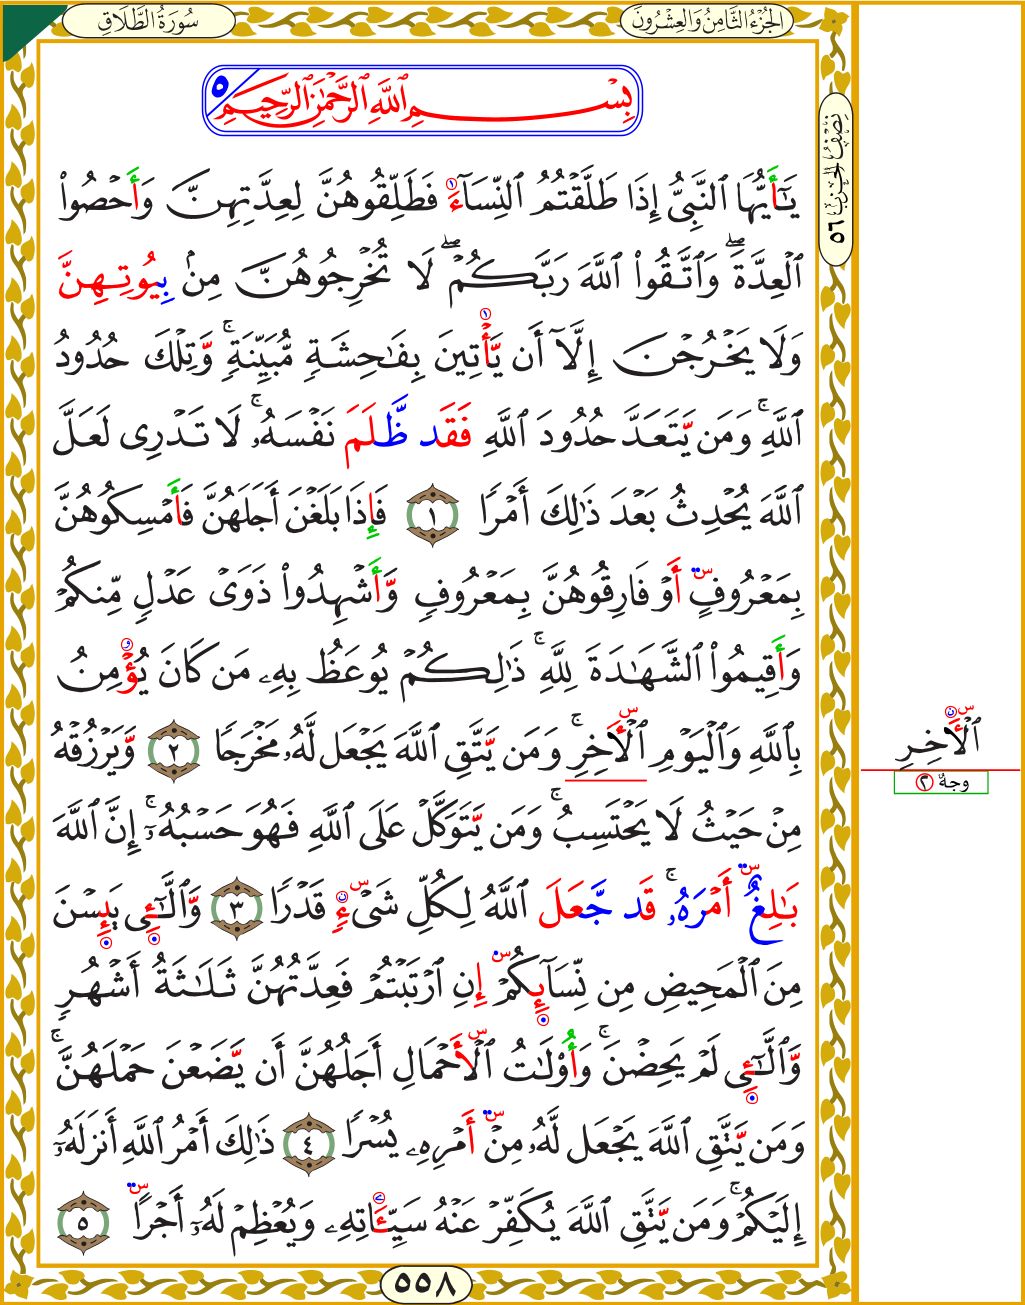 الجُزْءُ الثَّامِنُ وَالعِشْرُونَ
سُورَةُ الطَّلَاقِ
نِصْفُ الحِزْبِ ٥٦
بِسْمِ ٱللَّهِ ٱلرَّحْمَٰنِ ٱلرَّحِيمِ ٥
يَٰٓأَيُّهَا ٱلنَّبِيُّ إِذَا طَلَّقْتُمُ ٱلنِّسَآءَ فَطَلِّقُوهُنَّ لِعِدَّتِهِنَّ وَأَحْصُوا۟
ٱلْعِدَّةَ ۖ وَٱتَّقُوا۟ ٱللَّهَ رَبَّكُمْ ۖ لَا تُخْرِجُوهُنَّ مِنۢ بِيُوتِهِنَّ
وَلَا يَخْرُجْنَ إِلَّآ أَن يَّأْتِينَ بِفَٰحِشَةٍ مُّبَيِّنَةٍ ۚ وَّتِلْكَ حُدُودُ
ٱللَّهِ ۚ وَمَن يَّتَعَدَّ حُدُودَ ٱللَّهِ فَقَد ظَّلَمَ نَفْسَهُۥ ۚ لَا تَدْرِى لَعَلَّ
ٱللَّهَ يُحْدِثُ بَعْدَ ذَٰلِكَ أَمْرًا ١ فَإِذَا بَلَغْنَ أَجَلَهُنَّ فَأَمْسِكُوهُنَّ
بِمَعْرُوفٍ أَوْ فَارِقُوهُنَّ بِمَعْرُوفٍ وَّأَشْهِدُوا۟ ذَوَىْ عَدْلٍ مِّنكُمْ
وَأَقِيمُوا۟ ٱلشَّهَٰدَةَ لِلَّهِ ۚ ذَٰلِكُمْ يُوعَظُ بِهِۦ مَن كَانَ يُؤْمِنُ
بِٱللَّهِ وَٱلْيَوْمِ ٱلْأَخِرِ ۚ وَمَن يَّتَّقِ ٱللَّهَ يَجْعَل لَّهُۥ مَخْرَجًا ٢ وَّيَرْزُقْهُ
مِنْ حَيْثُ لَا يَحْتَسِبُ ۚ وَمَن يَّتَوَكَّلْ عَلَى ٱللَّهِ فَهُوَ حَسْبُهُۥٓ ۚ إِنَّ ٱللَّهَ
بَٰلِغٌ أَمْرَهُۥ ۚ قَد جَّعَلَ ٱللَّهُ لِكُلِّ شَىْءٍ قَدْرًا ٣ وَّٱلَّٰٓـِٔى يَئِسْنَ
مِنَ ٱلْمَحِيضِ مِن نِّسَآئِكُمْ إِنِ ٱرْتَبْتُمْ فَعِدَّتُهُنَّ ثَلَٰثَةُ أَشْهُرٍ
وَّٱلَّٰٓـِٔى لَمْ يَحِضْنَ ۚ وَأُو۟لَٰتُ ٱلْأَحْمَالِ أَجَلُهُنَّ أَن يَّضَعْنَ حَمْلَهُنَّ ۚ
وَمَن يَّتَّقِ ٱللَّهَ يَجْعَل لَّهُۥ مِنْ أَمْرِهِۦ يُسْرًا ٤ ذَٰلِكَ أَمْرُ ٱللَّهِ أَنزَلَهُۥٓ
إِلَيْكُمْ ۚ وَمَن يَّتَّقِ ٱللَّهَ يُكَفِّرْ عَنْهُ سَيِّـَٔاتِهِۦ وَيُعْظِمْ لَهُۥٓ أَجْرًا ٥
ٱلْأَخِرِ
وجهٌ ٢
٥٥٨